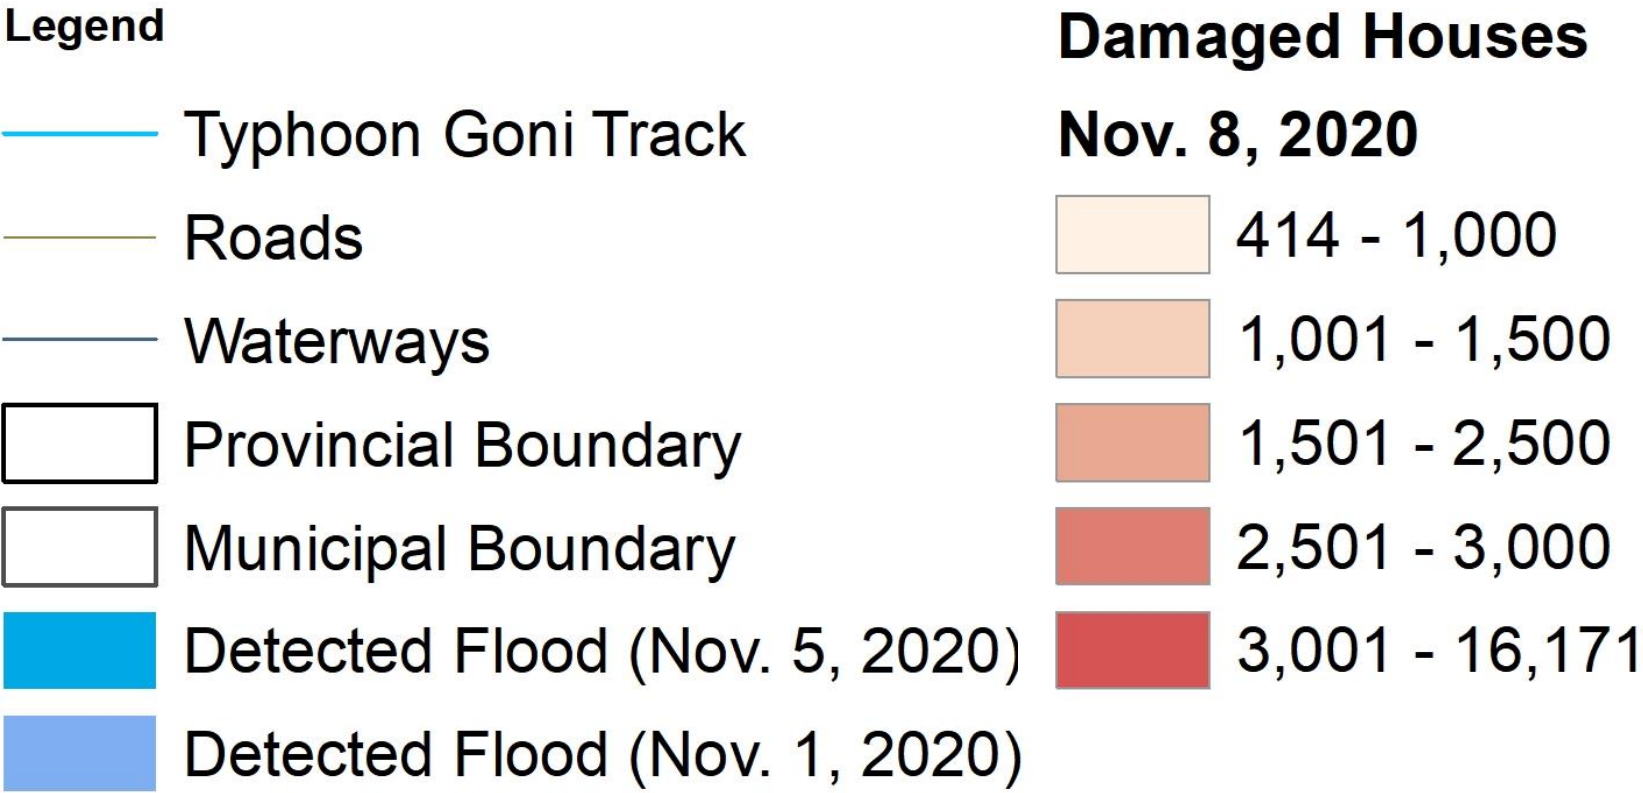 Legend
Typhoon Goni Track
Roads
Waterways
Provincial Boundary
Municipal Boundary
Detected Flood (Nov. 5, 2020)
Detected Flood (Nov. 1, 2020)
Damaged Houses
Nov. 8, 2020
414 - 1,000
1,001 - 1,500
1,501 - 2,500
2,501 - 3,000
3,001 - 16,171